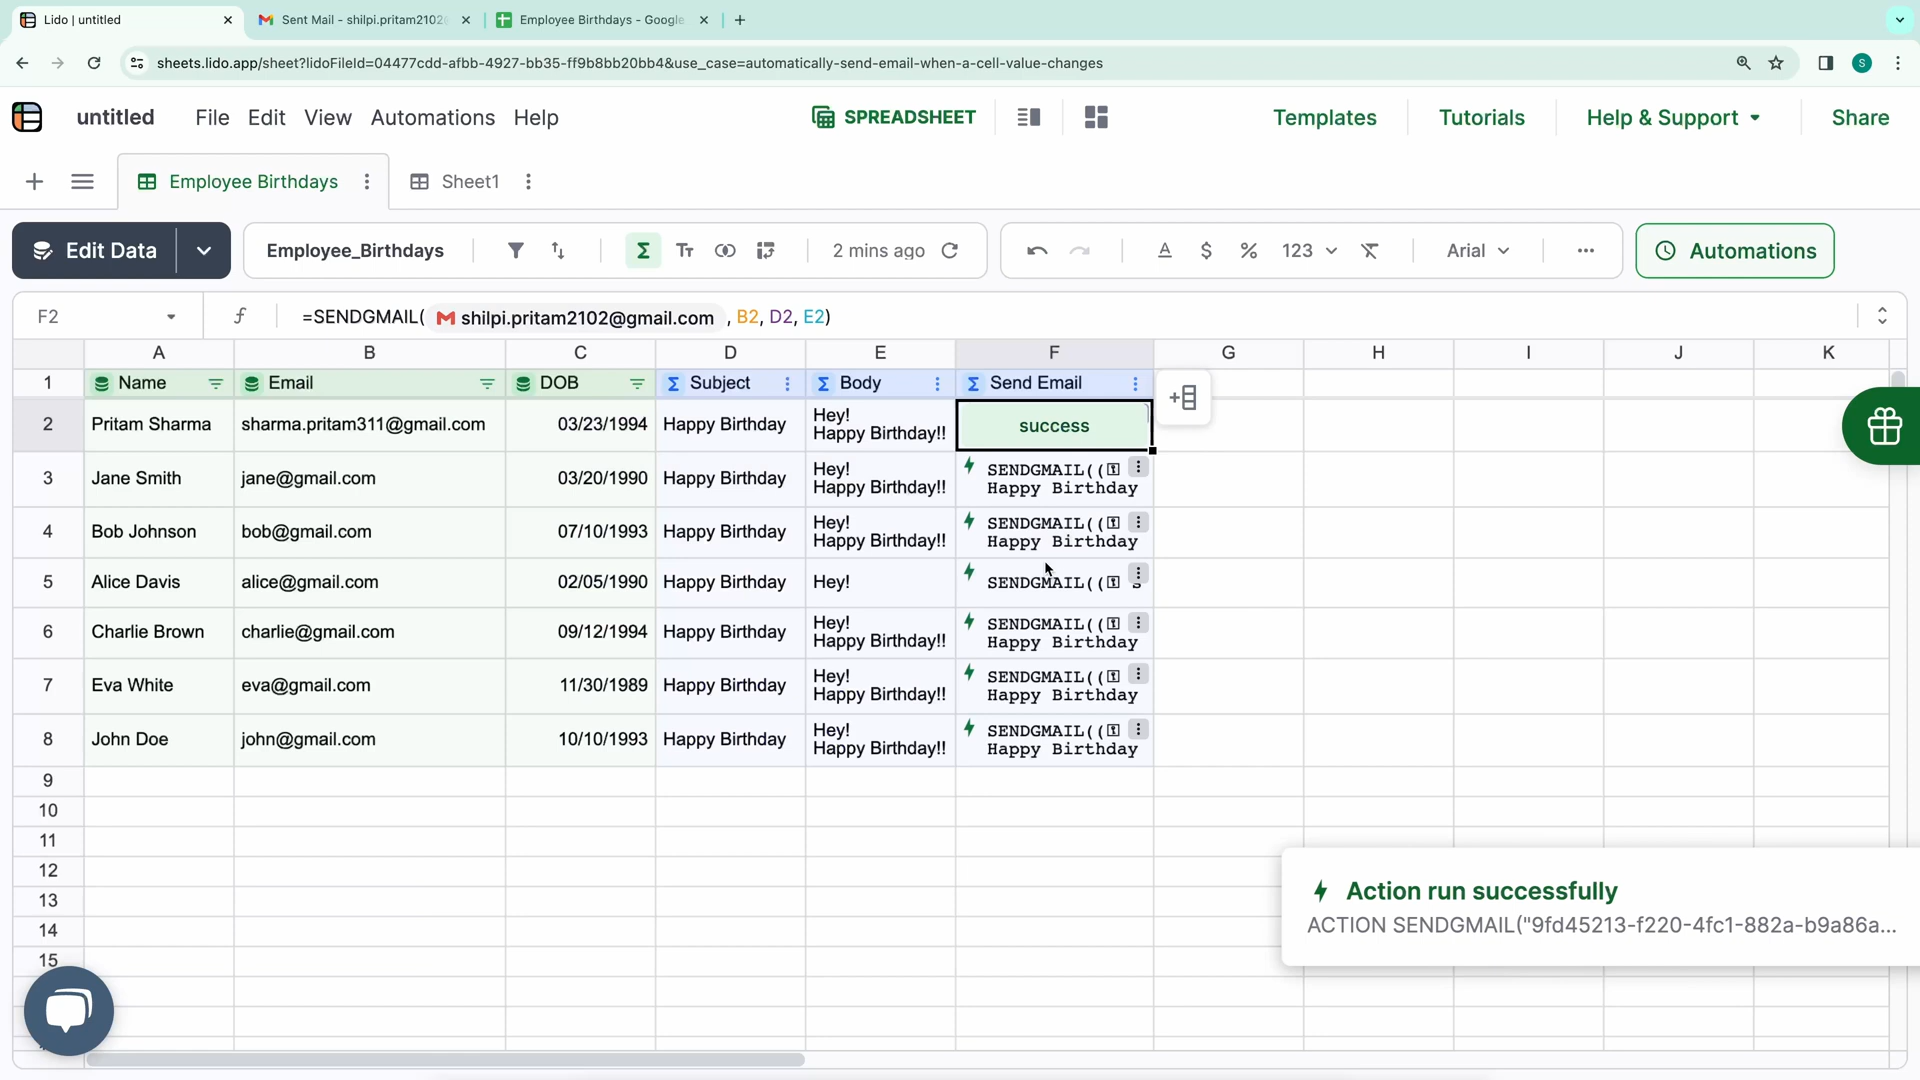 Lido | untitled
Sent Mail - shilpi.pritam2102@
Employee Birthdays - Google
sheets.lido.app/sheet?lidoFileId=04477cdd-afbb-4927-bb35-ff9b8bb20bb4&use_case=automatically-send-email-when-a-cell-value-changes
S
untitled File Edit View Automations Help SPREADSHEET Templates Tutorials Help & Support Share
Employee Birthdays Sheet1
Edit Data Employee_Birthdays 2 mins ago $ % 123 Arial ... Automations
F2 =SENDGMAIL( shilpi.pritam2102@gmail.com , B2, D2, E2)
A B C D E F G H I J K
1 Name Email DOB Subject Body Send Email
2 Pritam Sharma sharma.pritam311@gmail.com 03/23/1994 Happy Birthday Hey! success
Happy Birthday!!
3 Jane Smith jane@gmail.com 03/20/1990 Happy Birthday Hey! SENDGMAIL((
Happy Birthday!! Happy Birthday
4 Bob Johnson bob@gmail.com 07/10/1993 Happy Birthday Hey! SENDGMAIL((
Happy Birthday!! Happy Birthday
5 Alice Davis alice@gmail.com 02/05/1990 Happy Birthday Hey! SENDGMAIL((
6 Charlie Brown charlie@gmail.com 09/12/1994 Happy Birthday Hey! SENDGMAIL((
Happy Birthday!! Happy Birthday
7 Eva White eva@gmail.com 11/30/1989 Happy Birthday Hey! SENDGMAIL((
Happy Birthday!! Happy Birthday
8 John Doe john@gmail.com 10/10/1993 Happy Birthday Hey! SENDGMAIL((
Happy Birthday!! Happy Birthday
9
10
11
12
13
14
15
Action run successfully
ACTION SENDGMAIL("9fd45213-f220-4fc1-882a-b9a86a...